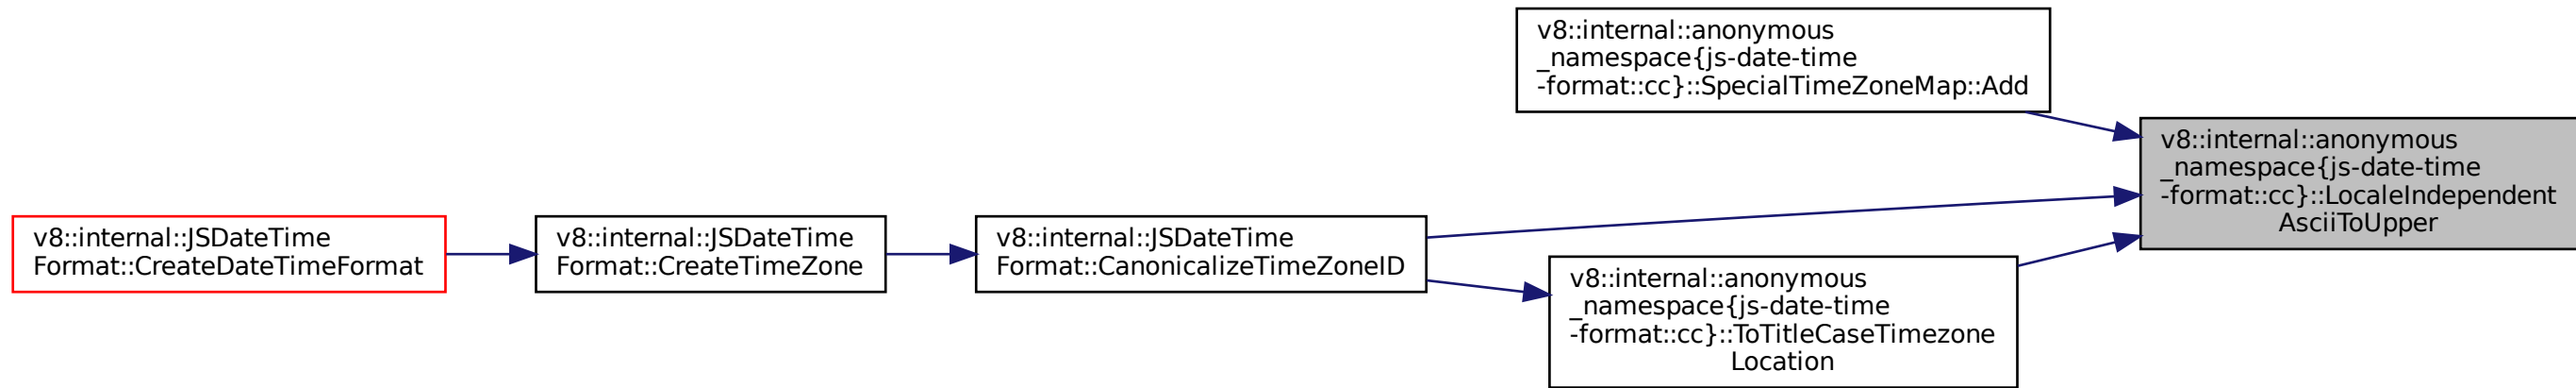 v8::internal::anonymous
_namespace{js-date-time
-format::cc}::SpecialTimeZoneMap::Add
v8::internal::anonymous
_namespace{js-date-time
-format::cc}::LocaleIndependent
AsciiToUpper
v8::internal::JSDateTime
Format::CreateDateTimeFormat
v8::internal::JSDateTime
Format::CreateTimeZone
v8::internal::JSDateTime
Format::CanonicalizeTimeZoneID
v8::internal::anonymous
_namespace{js-date-time
-format::cc}::ToTitleCaseTimezone
Location